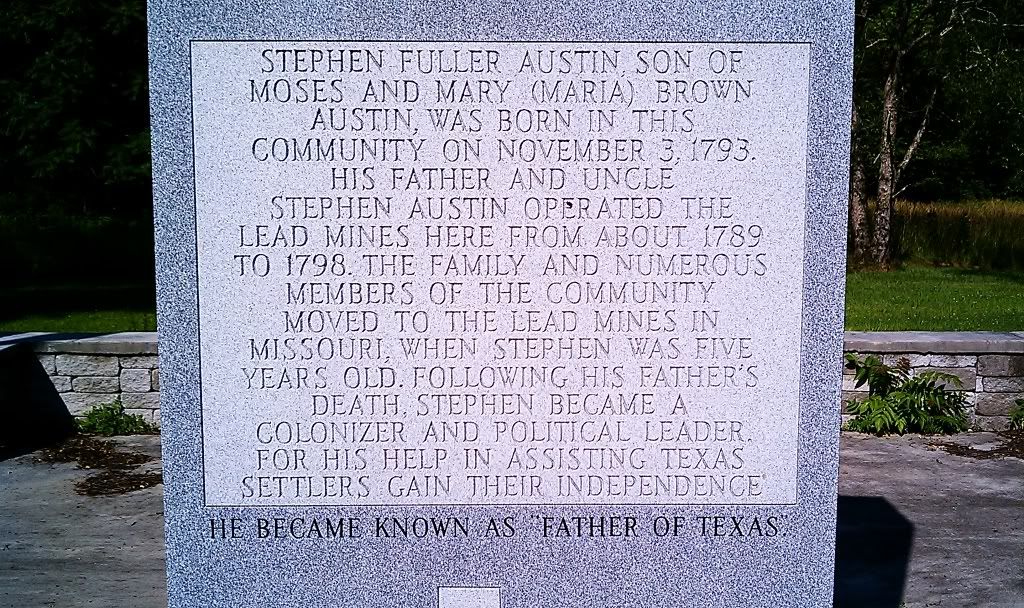 STEPHEN FULLER AUSTIN, SON OF
MOSES AND MARY (MARIA) BROWN
AUSTIN, WAS BORN IN THIS
COMMUNITY ON NOVEMBER 3, 1793.
HIS FATHER AND UNCLE
STEPHEN AUSTIN OPERATED THE
LEAD MINES HERE FROM ABOUT 1789
TO 1798. THE FAMILY AND NUMEROUS
MEMBERS OF THE COMMUNITY
MOVED TO THE LEAD MINES IN
MISSOURI, WHEN STEPHEN WAS FIVE
YEARS OLD. FOLLOWING HIS FATHER'S
DEATH, STEPHEN BECAME A
COLONIZER AND POLITICAL LEADER.
FOR HIS HELP IN ASSISTING TEXAS
SETTLERS GAIN THEIR INDEPENDENCE
HE BECAME KNOWN AS "FATHER OF TEXAS".